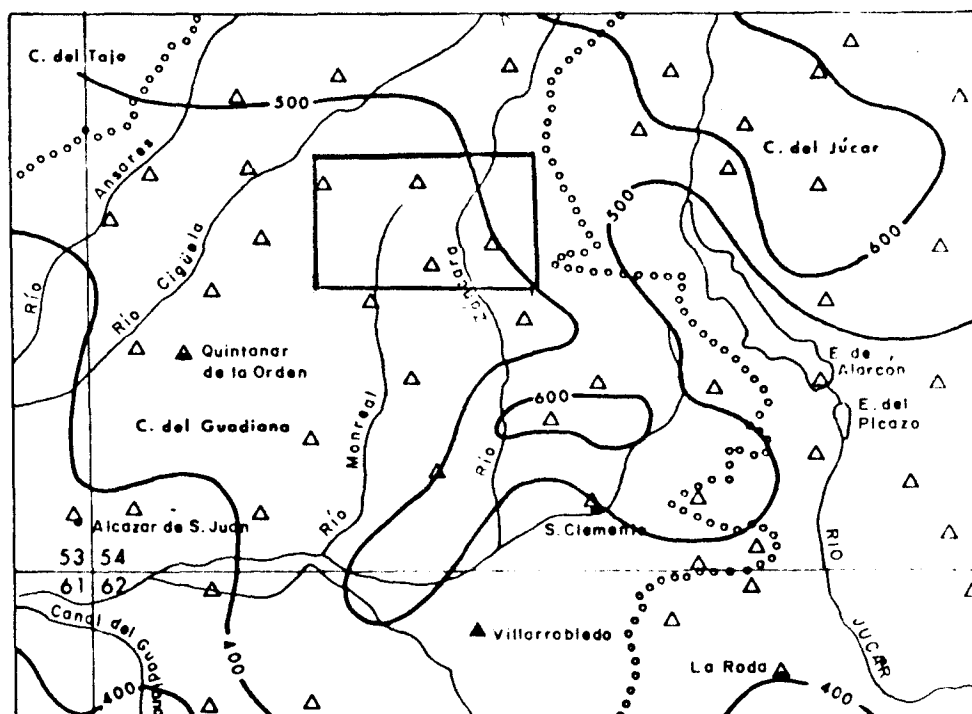 C. del Tajo
500
Ansares
C. del Júcar
500
600
Río
Río
Cigüela
Záncara
Quintanar
de la Orden
E. de
Alarcón
E. del
Picazo
600
C. del Guadiana
Monreal
Río
Río
Alcazar de S. Juan
S. Clemente
53 54
61 62
RIO
JUCAR
Canal del Guadiana
400
Villarrobledo
La Roda
400
400